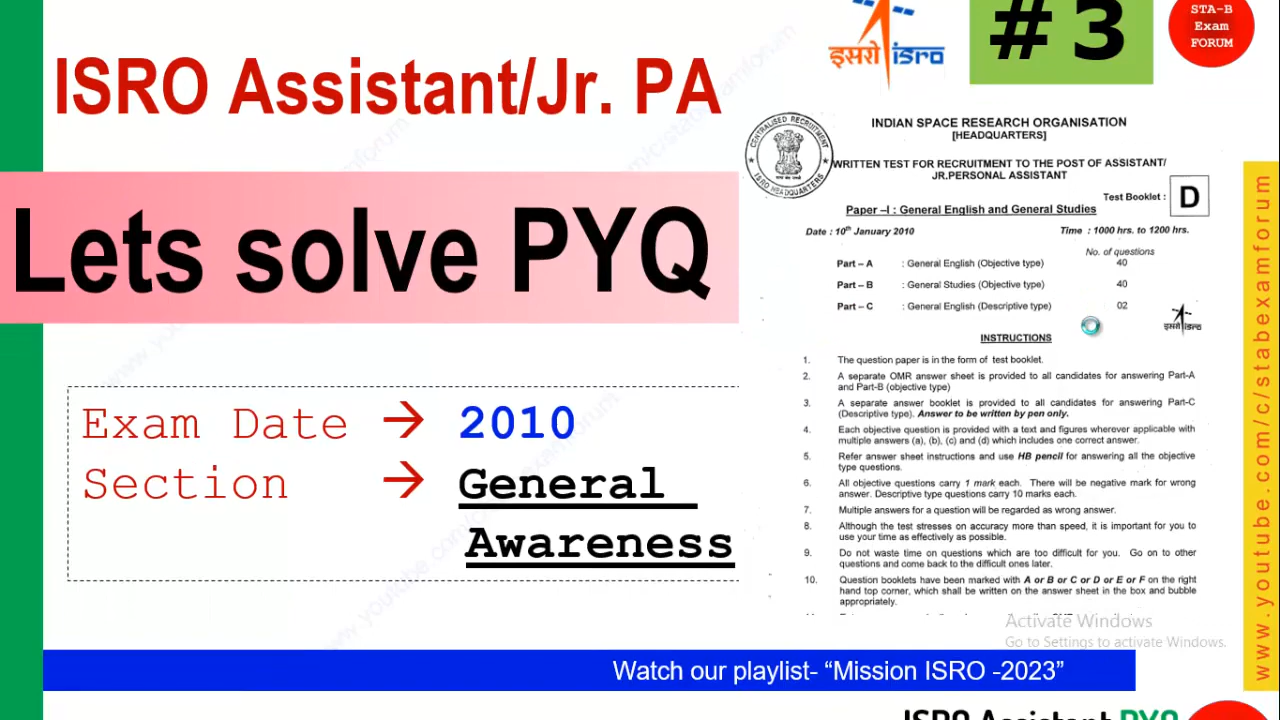 ISRO Assistant/Jr. PA
Lets solve PYQ
Exam Date → 2010
Section → General
Awareness
इसरो isro
#3
STA-B
Exam
FORUM
CENTRALISED RECRUITMENT
ISRO HEADQUARTERS
INDIAN SPACE RESEARCH ORGANISATION
[HEADQUARTERS]
WRITTEN TEST FOR RECRUITMENT TO THE POST OF ASSISTANT/
JR.PERSONAL ASSISTANT
Test Booklet : D
Paper –I : General English and General Studies
Date : 10th January 2010 Time : 1000 hrs. to 1200 hrs.
No. of questions
Part – A : General English (Objective type) 40
Part – B : General Studies (Objective type) 40
Part – C : General English (Descriptive type) 02
इसरो isro
INSTRUCTIONS
1. The question paper is in the form of test booklet.
2. A separate OMR answer sheet is provided to all candidates for answering Part-A
and Part-B (objective type)
3. A separate answer booklet is provided to all candidates for answering Part-C
(Descriptive type). Answer to be written by pen only.
4. Each objective question is provided with a text and figures wherever applicable with
multiple answers (a), (b), (c) and (d) which includes one correct answer.
5. Refer answer sheet instructions and use HB pencil for answering all the objective
type questions.
6. All objective questions carry 1 mark each. There will be negative mark for wrong
answer. Descriptive type questions carry 10 marks each.
7. Multiple answers for a question will be regarded as wrong answer.
8. Although the test stresses on accuracy more than speed, it is important for you to
use your time as effectively as possible.
9. Do not waste time on questions which are too difficult for you. Go on to other
questions and come back to the difficult ones later.
10. Question booklets have been marked with A or B or C or D or E or F on the right
hand top corner, which shall be written on the answer sheet in the box and bubble
appropriately.
Activate Windows
Go to Settings to activate Windows.
www.youtube.com/c/stabexamforum
Watch our playlist- “Mission ISRO -2023”
ISRO Assistant PYQ